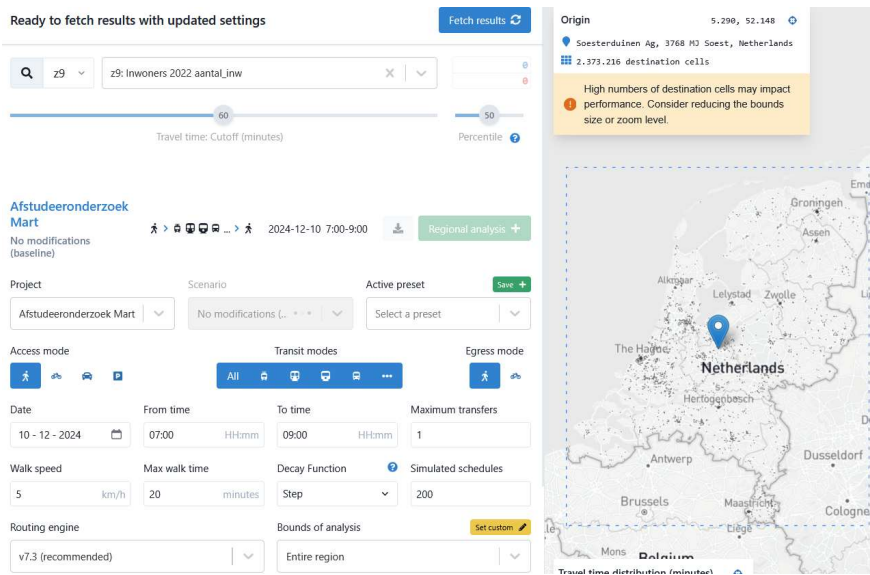 Ready to fetch results with updated settings
Fetch results
z9
z9: Inwoners 2022 aantal_inw
0
0
60
Travel time: Cutoff (minutes)
50
Percentile
Afstudeeronderzoek
Mart
No modifications
(baseline)
... 2024-12-10 7:00-9:00
Regional analysis +
Project
Scenario
Active preset
Save +
Afstudeeronderzoek Mart
No modifications (..
Select a preset
Access mode
Transit modes
Egress mode
P
All
Date
From time
To time
Maximum transfers
10 - 12 - 2024
07:00 HH:mm
09:00 HH:mm
1
Walk speed
Max walk time
Decay Function
Simulated schedules
5 km/h
20 minutes
Step
200
Routing engine
Bounds of analysis
Set custom
v7.3 (recommended)
Entire region
Origin 5.290, 52.148
Soesterduinen Ag, 3768 MJ Soest, Netherlands
2.373.216 destination cells
High numbers of destination cells may impact
performance. Consider reducing the bounds
size or zoom level.
Groningen
Assen
Alkmaar
Lelystad
Zwolle
The Hague
Netherlands
Hertogenbosch
Antwerp
Dusseldorf
Brussels
Maastricht
Cologne
Liège
Mons
Belgium
Travel time distribution (minutes)